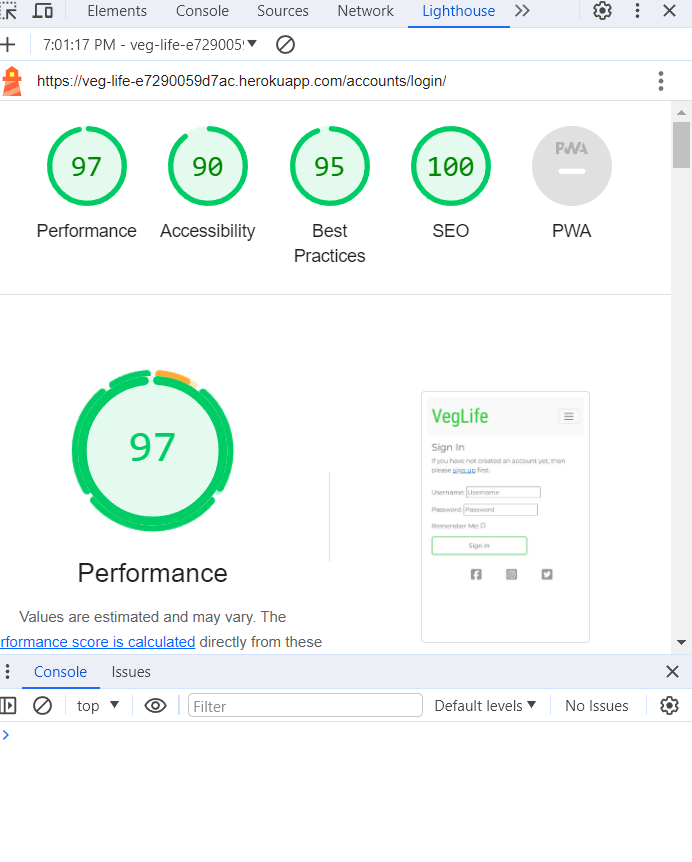 Elements Console Sources Network Lighthouse
7:01:17 PM - veg-life-e729005
https://veg-life-e7290059d7ac.herokuapp.com/accounts/login/
97 90 95 100 PWA
Performance Accessibility Best Practices SEO PWA
97
Performance
Values are estimated and may vary. The
rformance score is calculated directly from these
VegLife
Sign In
If you have not created an account yet, then
please sign up first.
Username: Username
Password: Password
Remember Me:
Sign In
Console Issues
top Filter Default levels No Issues